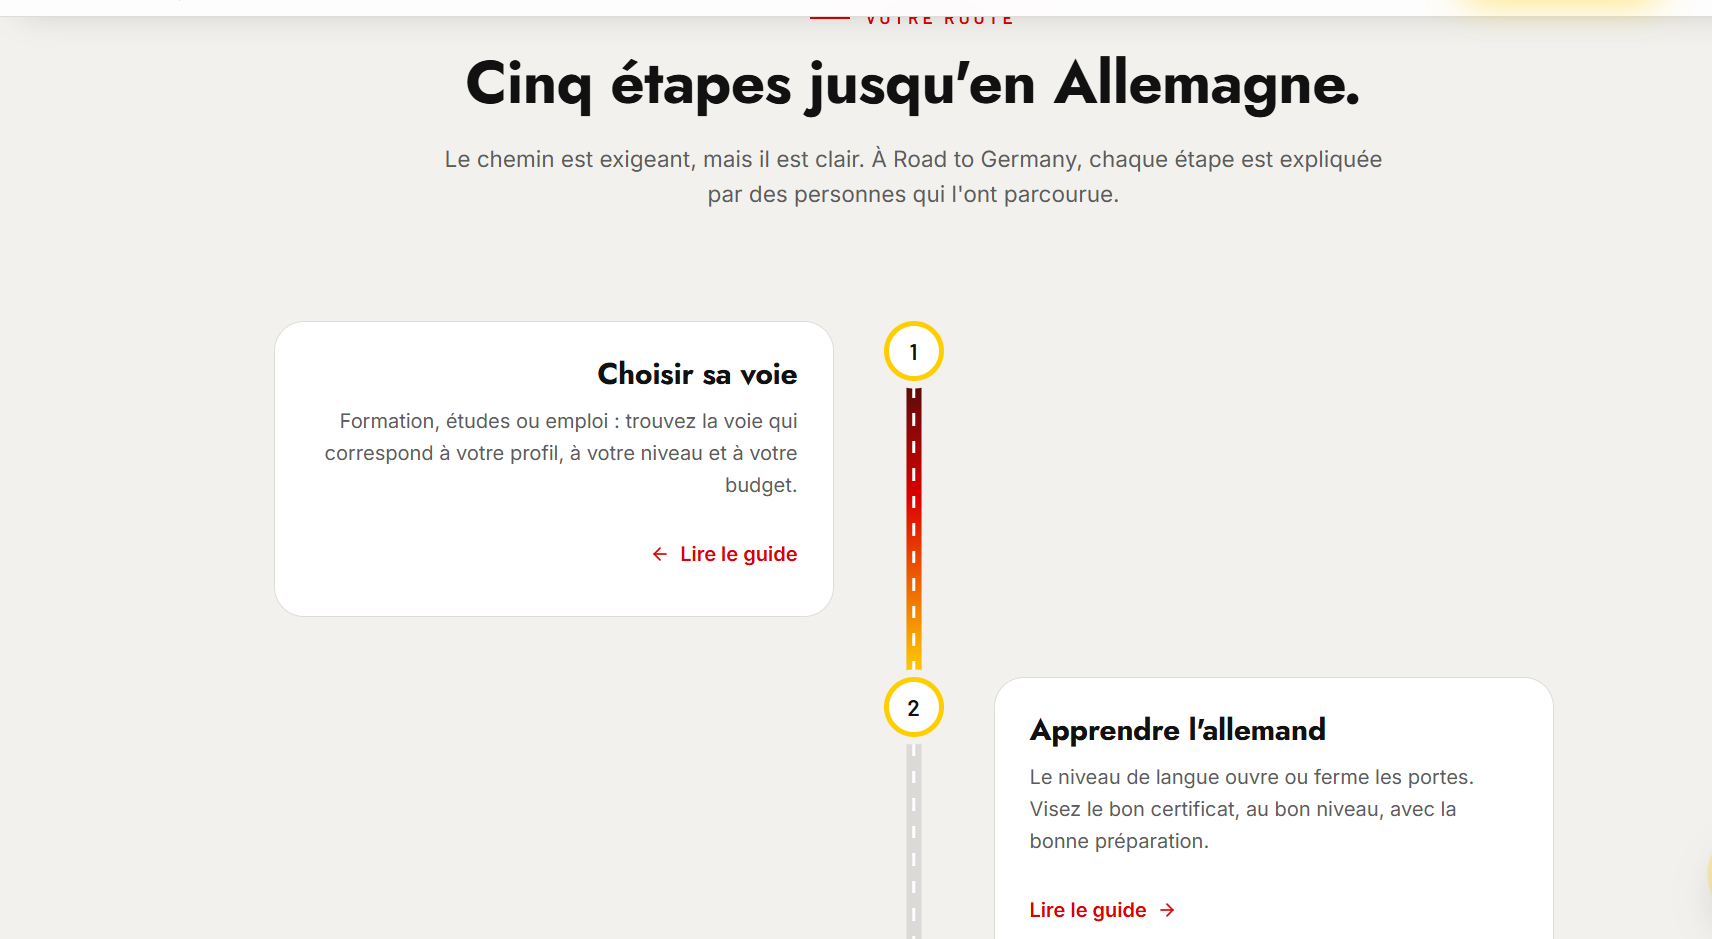 VOTRE ROUTE
Cinq étapes jusqu'en Allemagne.
Le chemin est exigeant, mais il est clair. À Road to Germany, chaque étape est expliquée
par des personnes qui l'ont parcourue.
1
Choisir sa voie
Formation, études ou emploi : trouvez la voie qui
correspond à votre profil, à votre niveau et à votre
budget.
← Lire le guide
2
Apprendre l'allemand
Le niveau de langue ouvre ou ferme les portes.
Visez le bon certificat, au bon niveau, avec la
bonne préparation.
Lire le guide →